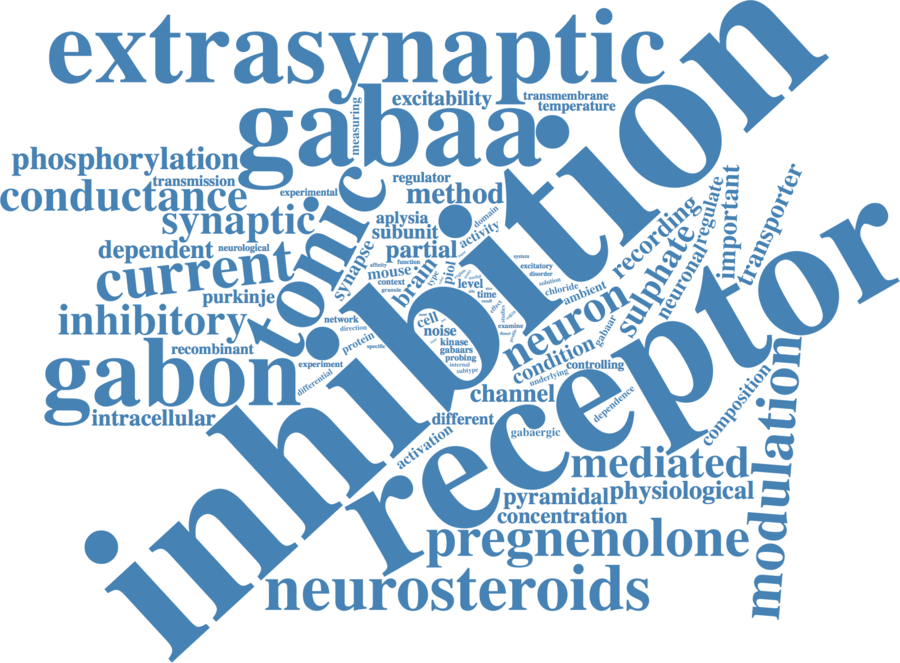 extrasynaptic
inhibition
gabaa
excitability
transmembrane
temperature
measuring
phosphorylation
transmission
experimental
regulator
method
conductance
synaptic
tonic
aplysia
subunit
domain
activity
partial
dependent
neurological
current
purkinje
synapse
affinity
function
mouse
context
granule
brain
type
level
time
system
excitatory
disorder
solution
chloride
ambient
recording
sulphate
neuronal
regulate
important
transporter
receptor
inhibitory
recombinant
network
direction
protein
specific
cell
noise
kinase
gabaars
probing
internal
subtype
examine
effect
neuron
gabaar
condition
controlling
underlying
gabon
experiment
differential
intracellular
channel
different
activation
gabaergic
dependence
composition
modulation
mediated
pyramidal
physiological
concentration
pregnenolone
neurosteroids